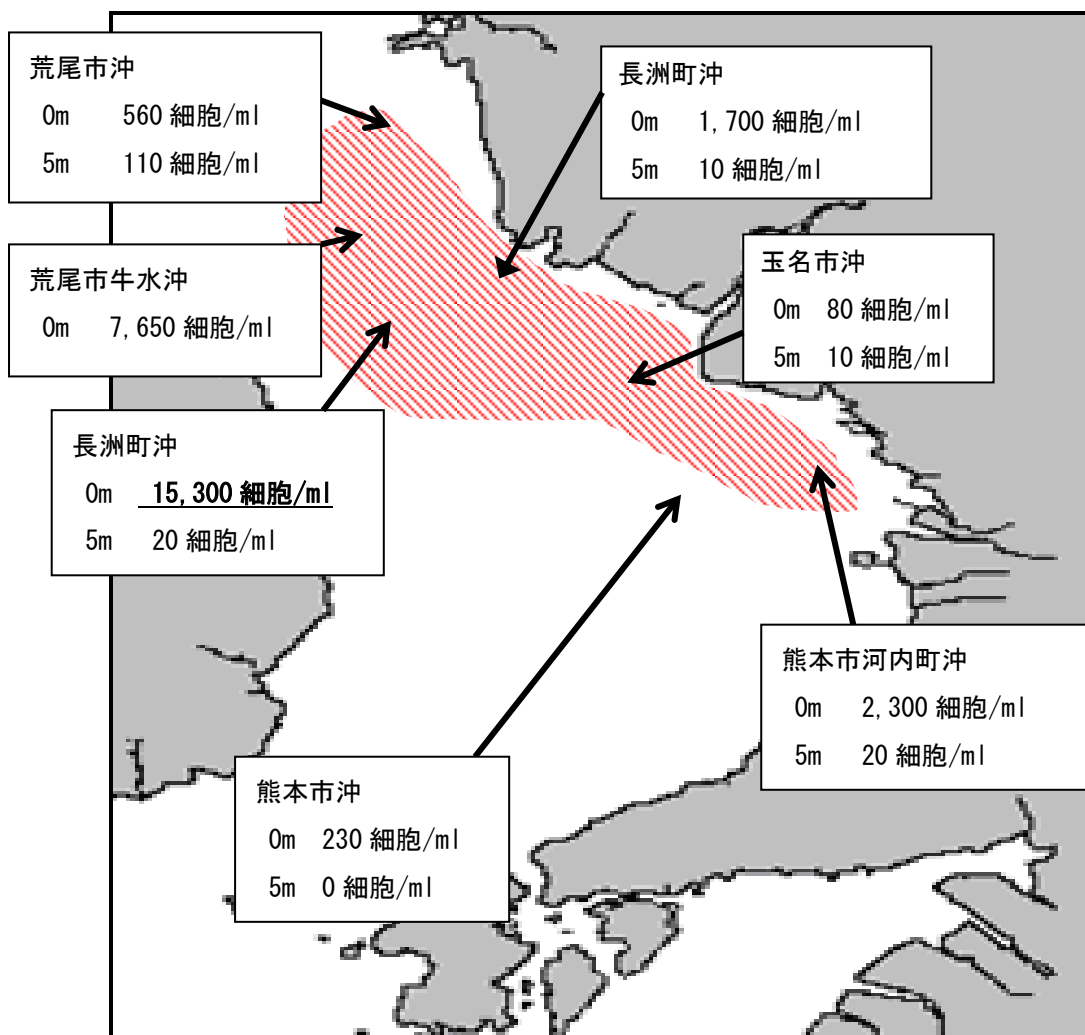 荒尾市沖
0m 560 細胞/ml
5m 110 細胞/ml
長洲町沖
0m 1,700 細胞/ml
5m 10 細胞/ml
荒尾市牛水沖
0m 7,650 細胞/ml
玉名市沖
0m 80 細胞/ml
5m 10 細胞/ml
長洲町沖
0m 15,300 細胞/ml
5m 20 細胞/ml
熊本市河内町沖
0m 2,300 細胞/ml
5m 20 細胞/ml
熊本市沖
0m 230 細胞/ml
5m 0 細胞/ml